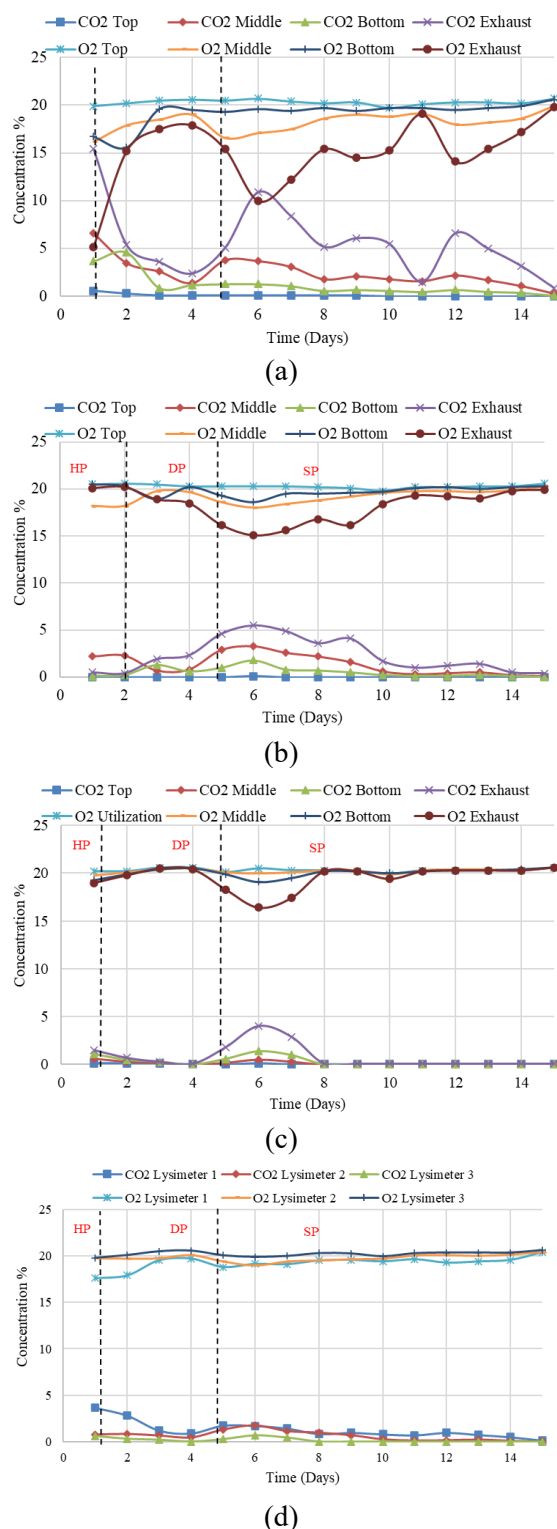 CO2 Top CO2 Middle CO2 Bottom CO2 Exhaust
O2 Top O2 Middle O2 Bottom O2 Exhaust
25
20
15
10
5
0
Concentration %
0 2 4 6 8 10 12 14
Time (Days)
(a)
CO2 Top CO2 Middle CO2 Bottom CO2 Exhaust
O2 Top O2 Middle O2 Bottom O2 Exhaust
25
HP DP SP
20
15
10
5
0
Concentration %
0 2 4 6 8 10 12 14
Time (Days)
(b)
CO2 Top CO2 Middle CO2 Bottom CO2 Exhaust
O2 Utilization O2 Middle O2 Bottom O2 Exhaust
25
HP DP SP
20
15
10
5
0
Concentration %
0 2 4 6 8 10 12 14
Time (Days)
(c)
CO2 Lysimeter 1 CO2 Lysimeter 2 CO2 Lysimeter 3
O2 Lysimeter 1 O2 Lysimeter 2 O2 Lysimeter 3
25
HP DP SP
20
15
10
5
0
Concentration %
0 2 4 6 8 10 12 14
Time (Days)
(d)